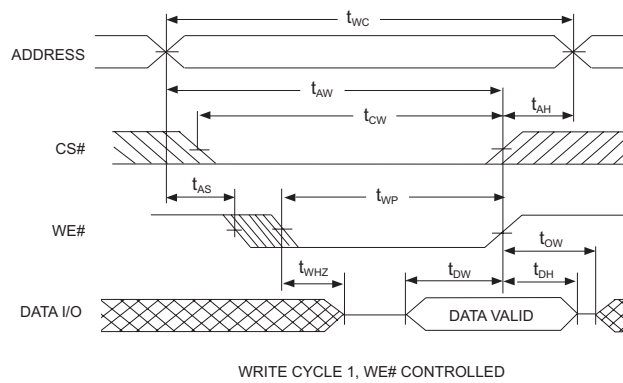 tWC
ADDRESS
tAW
tCW
tAH
CS#
tAS
tWP
WE#
tOW
tWHZ
tDW
tDH
DATA I/O
DATA VALID
WRITE CYCLE 1, WE# CONTROLLED